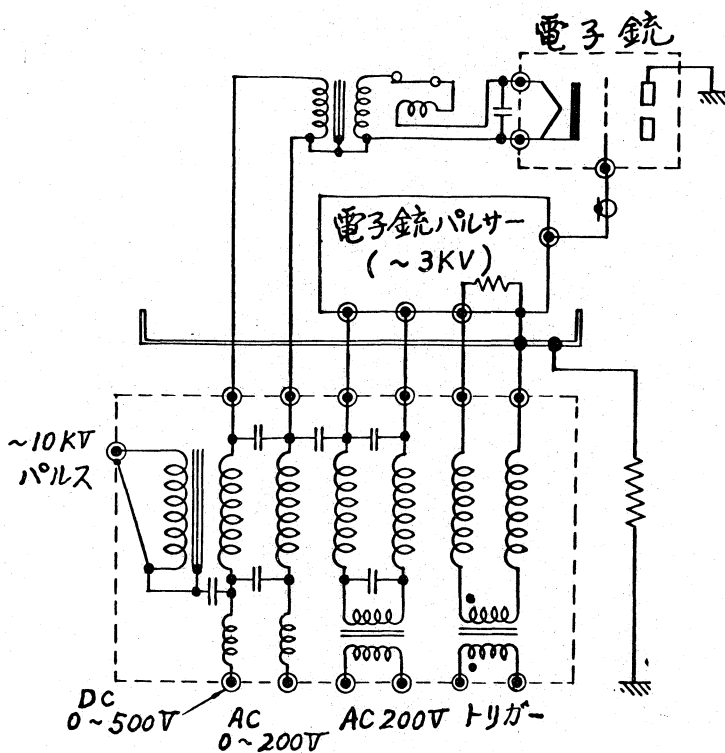 電子銃
電子銃パルサー
(~3KV)
~10KV
パルス
DC
0~500V
AC
0~200V
AC200V
トリガー